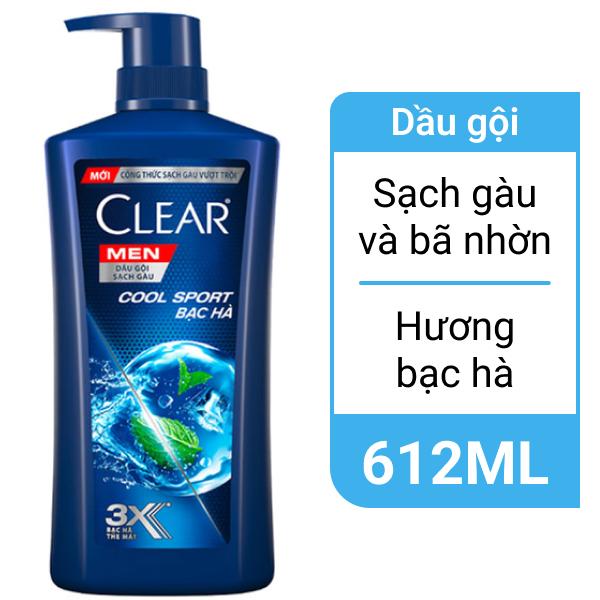 MỚI CÔNG THỨC SẠCH GÀU VƯỢT TRỘI
CLEAR
MEN
DẦU GỘI
SẠCH GÀU
COOL SPORT
BẠC HÀ
3X
BẠC HÀ
THE MÁT
Dầu gội
Sạch gàu
và bã nhờn
Hương
bạc hà
612ML